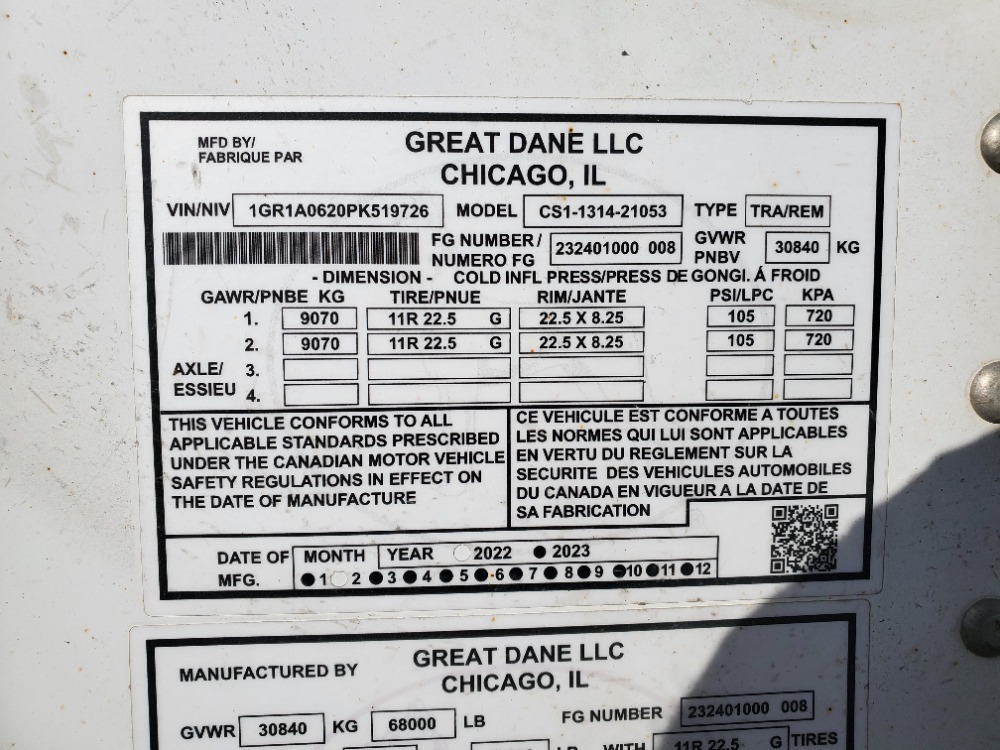 MFD BY/
FABRIQUE PAR
GREAT DANE LLC
CHICAGO, IL
VIN/NIV 1GR1A0620PK519726 MODEL CS1-1314-21053 TYPE TRA/REM
FG NUMBER/
NUMERO FG
232401000 008
GVWR
PNBV
30840 KG
- DIMENSION - COLD INFL PRESS/PRESS DE GONGI. Á FROID
GAWR/PNBE KG TIRE/PNUE RIM/JANTE PSI/LPC KPA
1. 9070 11R 22.5 G 22.5 X 8.25 105 720
2. 9070 11R 22.5 G 22.5 X 8.25 105 720
AXLE/
ESSIEU
3.
4.
THIS VEHICLE CONFORMS TO ALL
APPLICABLE STANDARDS PRESCRIBED
UNDER THE CANADIAN MOTOR VEHICLE
SAFETY REGULATIONS IN EFFECT ON
THE DATE OF MANUFACTURE
CE VEHICULE EST CONFORME A TOUTES
LES NORMES QUI LUI SONT APPLICABLES
EN VERTU DU REGLEMENT SUR LA
SECURITE DES VEHICULES AUTOMOBILES
DU CANADA EN VIGUEUR A LA DATE DE
SA FABRICATION
DATE OF
MFG.
MONTH YEAR 2022 2023
1 2 3 4 5 6 7 8 9 10 11 12
MANUFACTURED BY
GREAT DANE LLC
CHICAGO, IL
GVWR 30840 KG 68000 LB FG NUMBER 232401000 008
LB WITH 11R 22.5 G TIRES